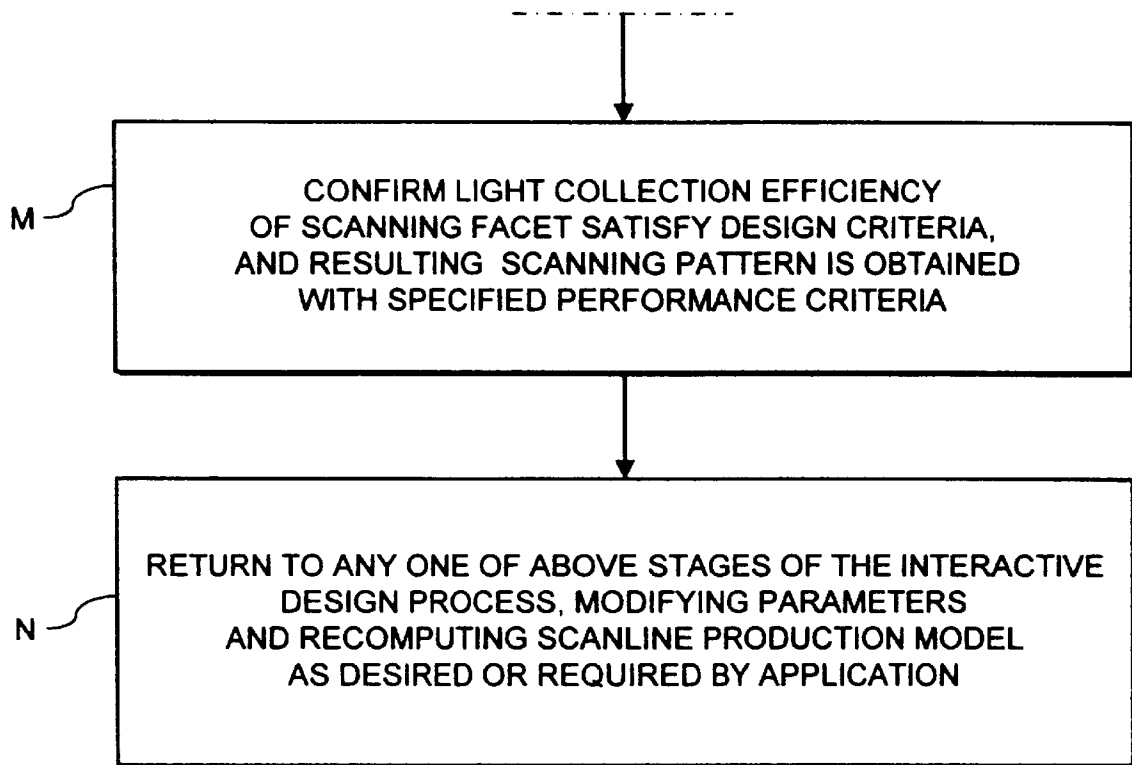 M
CONFIRM LIGHT COLLECTION EFFICIENCY
OF SCANNING FACET SATISFY DESIGN CRITERIA,
AND RESULTING SCANNING PATTERN IS OBTAINED
WITH SPECIFIED PERFORMANCE CRITERIA
N
RETURN TO ANY ONE OF ABOVE STAGES OF THE INTERACTIVE
DESIGN PROCESS, MODIFYING PARAMETERS
AND RECOMPUTING SCANLINE PRODUCTION MODEL
AS DESIRED OR REQUIRED BY APPLICATION